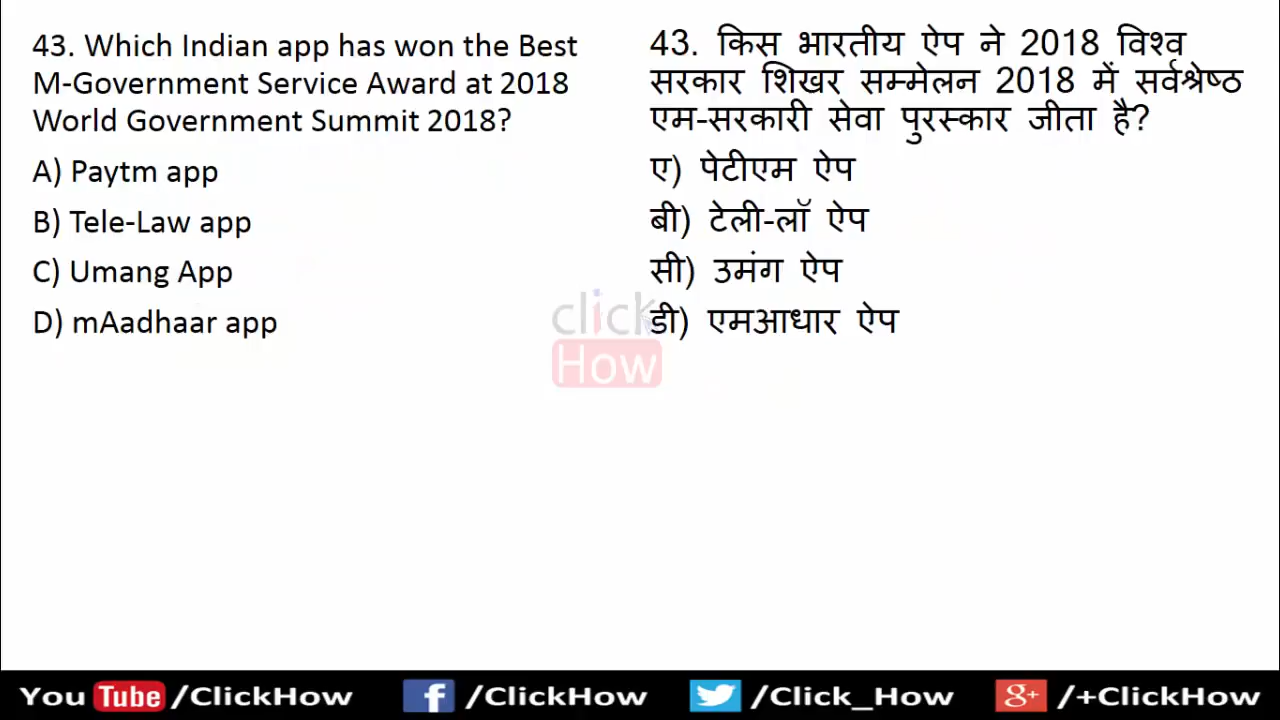 43. Which Indian app has won the Best
M-Government Service Award at 2018
World Government Summit 2018?
A) Paytm app
B) Tele-Law app
C) Umang App
D) mAadhaar app
43. किस भारतीय ऐप ने 2018 विश्व
सरकार शिखर सम्मेलन 2018 में सर्वश्रेष्ठ
एम-सरकारी सेवा पुरस्कार जीता है?
ए) पेटीएम ऐप
बी) टेली-लॉ ऐप
सी) उमंग ऐप
डी) एमआधार ऐप
click
How
You Tube /ClickHow f /ClickHow /Click_How g+ /+ClickHow